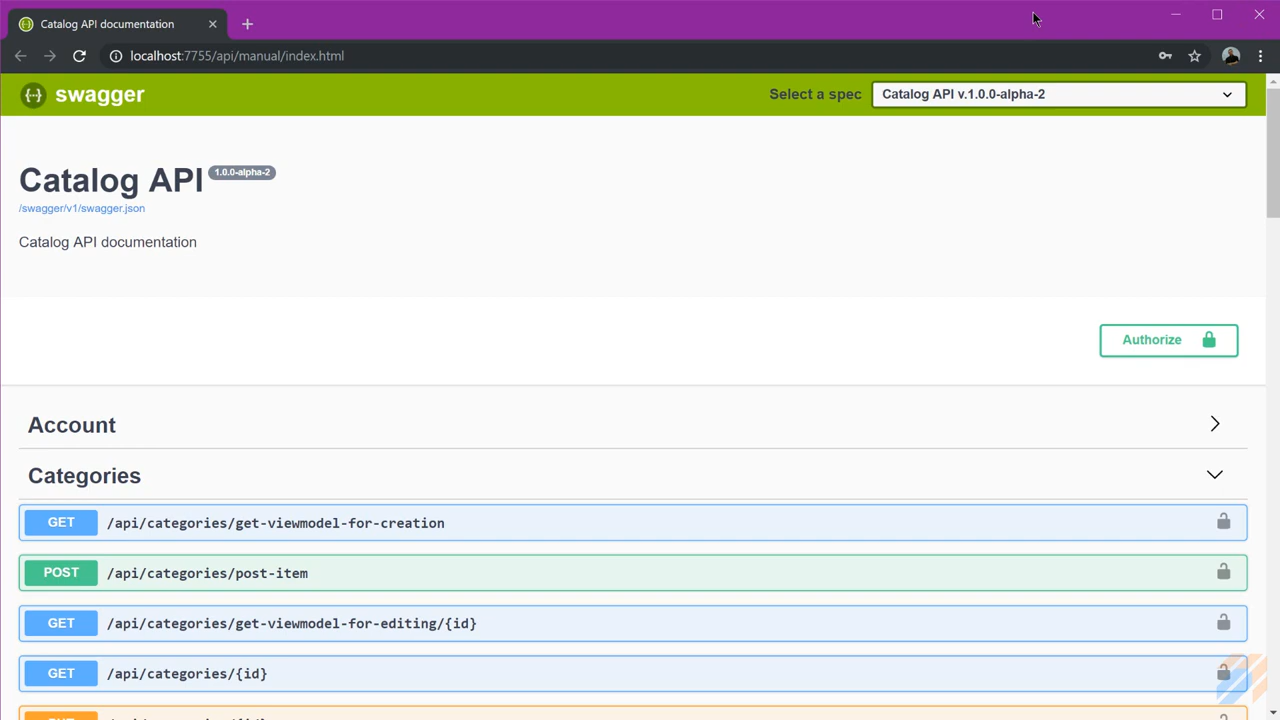 Catalog API documentation
localhost:7755/api/manual/index.html
swagger
Select a spec
Catalog API v.1.0.0-alpha-2
Catalog API 1.0.0-alpha-2
/swagger/v1/swagger.json
Catalog API documentation
Authorize
Account
Categories
GET /api/categories/get-viewmodel-for-creation
POST /api/categories/post-item
GET /api/categories/get-viewmodel-for-editing/{id}
GET /api/categories/{id}